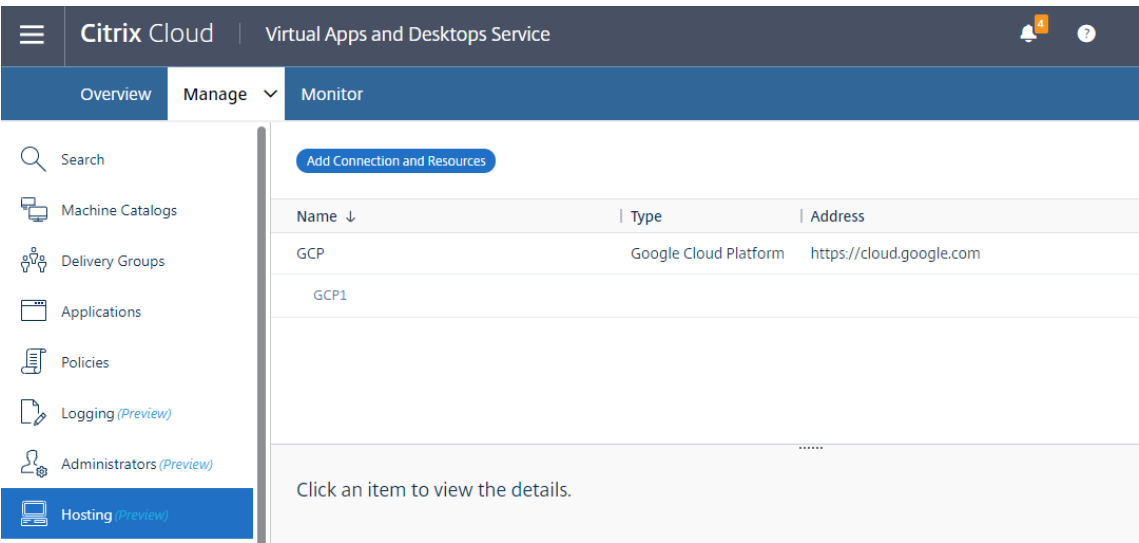 Citrix Cloud | Virtual Apps and Desktops Service 4 ?
Overview Manage Monitor
Search
Machine Catalogs
Delivery Groups
Applications
Policies
Logging (Preview)
Administrators (Preview)
Hosting (Preview)
Add Connection and Resources
Name ↓ Type Address
GCP Google Cloud Platform https://cloud.google.com
GCP1
Click an item to view the details.